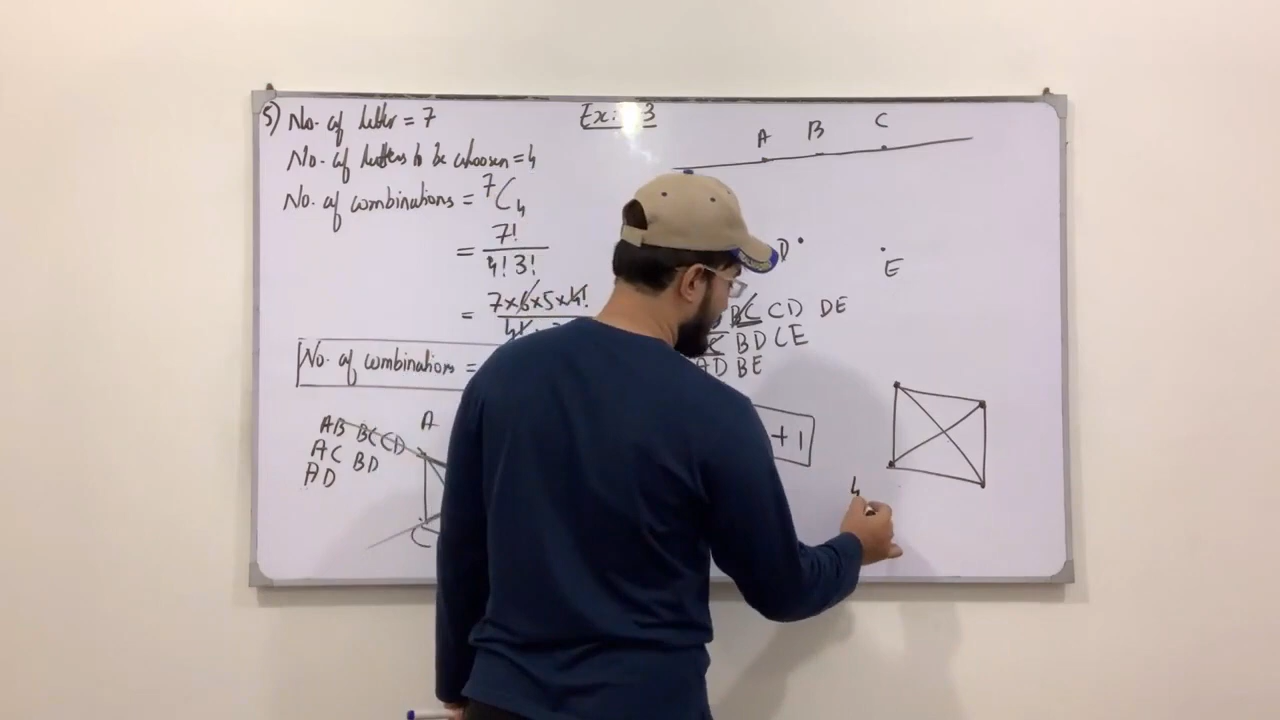 5) No. of letter = 7
No. of letters to be choosen = 4
No. of combinations = ⁷C₄
= 7!
4! 3!
= 7×6×5×4!
No. of combinations =
AB BC CD
AC BD
AD
A
C
Ex: 3
A B C
D
E
BC CD DE
C BD CE
AD BE
+ 1
4